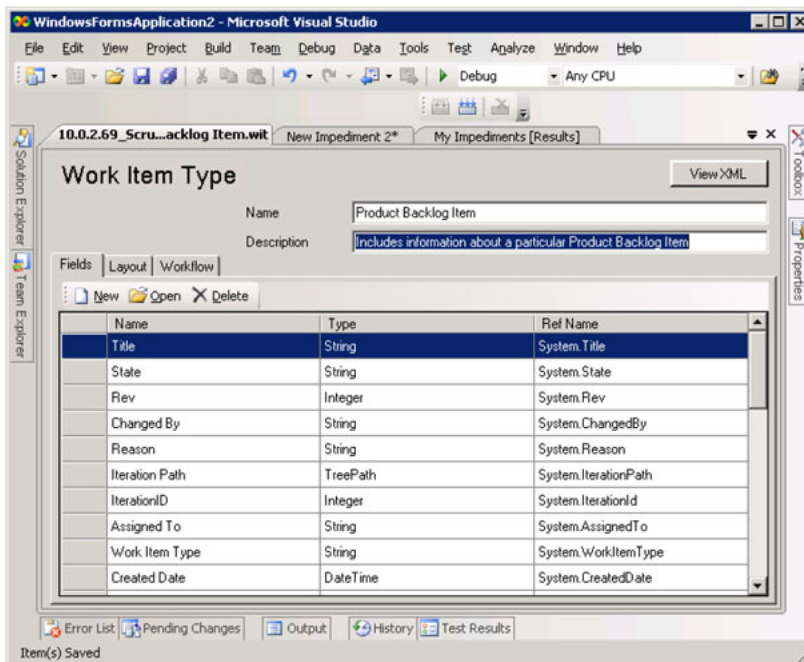 WindowsFormsApplication2 - Microsoft Visual Studio
File Edit View Project Build Team Debug Data Tools Test Analyze Window Help
Debug Any CPU
10.0.2.69_Scru...acklog Item.wit New Impediment 2* My Impediments [Results]
Solution Explorer
Team Explorer
Toolbox
Properties
Work Item Type View XML
Name Product Backlog Item
Description Includes information about a particular Product Backlog Item
Fields Layout Workflow
New Open Delete
Name Type Ref Name
Title String System.Title
State String System.State
Rev Integer System.Rev
Changed By String System.ChangedBy
Reason String System.Reason
Iteration Path TreePath System.IterationPath
IterationID Integer System.IterationId
Assigned To String System.AssignedTo
Work Item Type String System.WorkItemType
Created Date DateTime System.CreatedDate
Error List Pending Changes Output History Test Results
Item(s) Saved